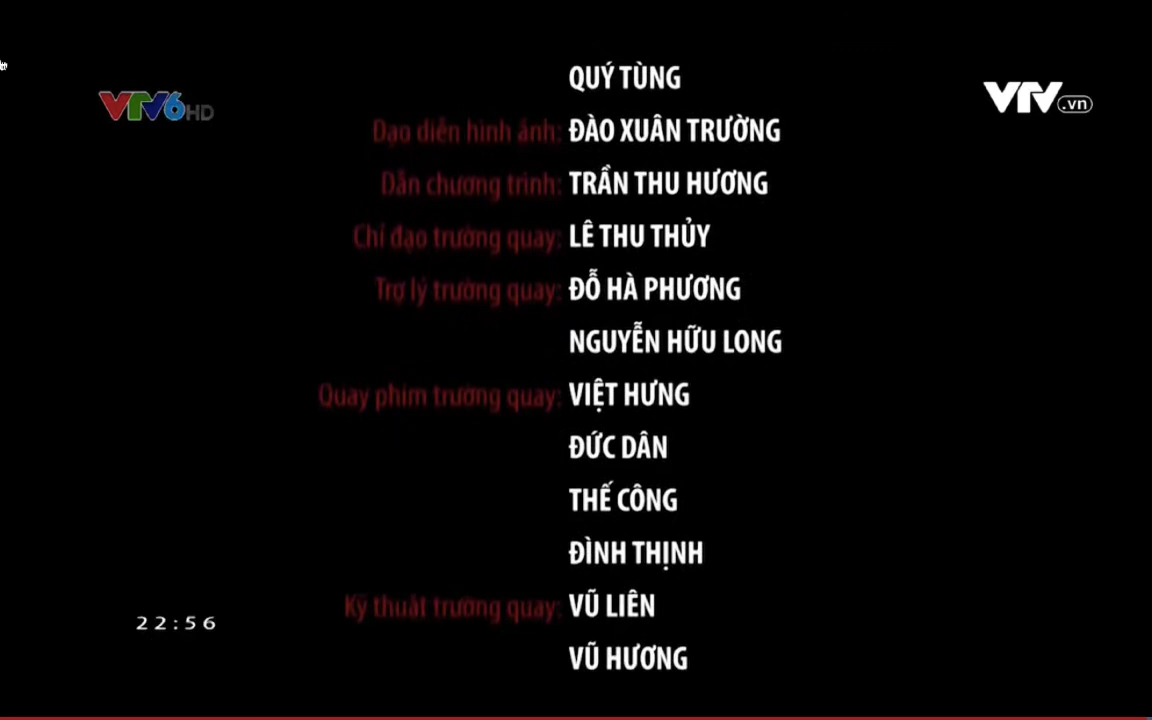 QUÝ TÙNG
VTV6HD
VTV.vn
Đạo diễn hình ảnh: ĐÀO XUÂN TRƯỜNG
Dẫn chương trình: TRẦN THU HƯƠNG
Chỉ đạo trường quay: LÊ THU THỦY
Trợ lý trường quay: ĐỖ HÀ PHƯƠNG
NGUYỄN HỮU LONG
Quay phim trường quay: VIỆT HƯNG
ĐỨC DÂN
THẾ CÔNG
ĐÌNH THỊNH
Kỹ thuật trường quay: VŨ LIÊN
22:56
VŨ HƯƠNG